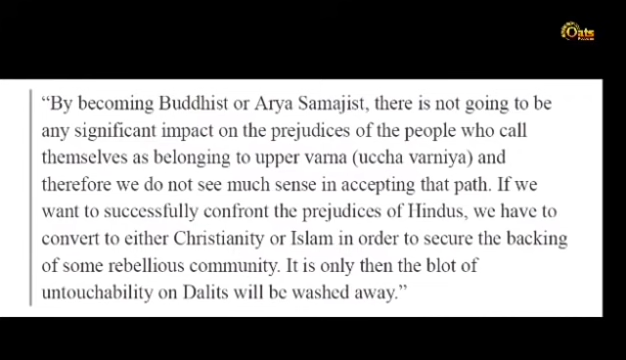 Oats
“By becoming Buddhist or Arya Samajist, there is not going to be
any significant impact on the prejudices of the people who call
themselves as belonging to upper varna (uccha varniya) and
therefore we do not see much sense in accepting that path. If we
want to successfully confront the prejudices of Hindus, we have to
convert to either Christianity or Islam in order to secure the backing
of some rebellious community. It is only then the blot of
untouchability on Dalits will be washed away.”